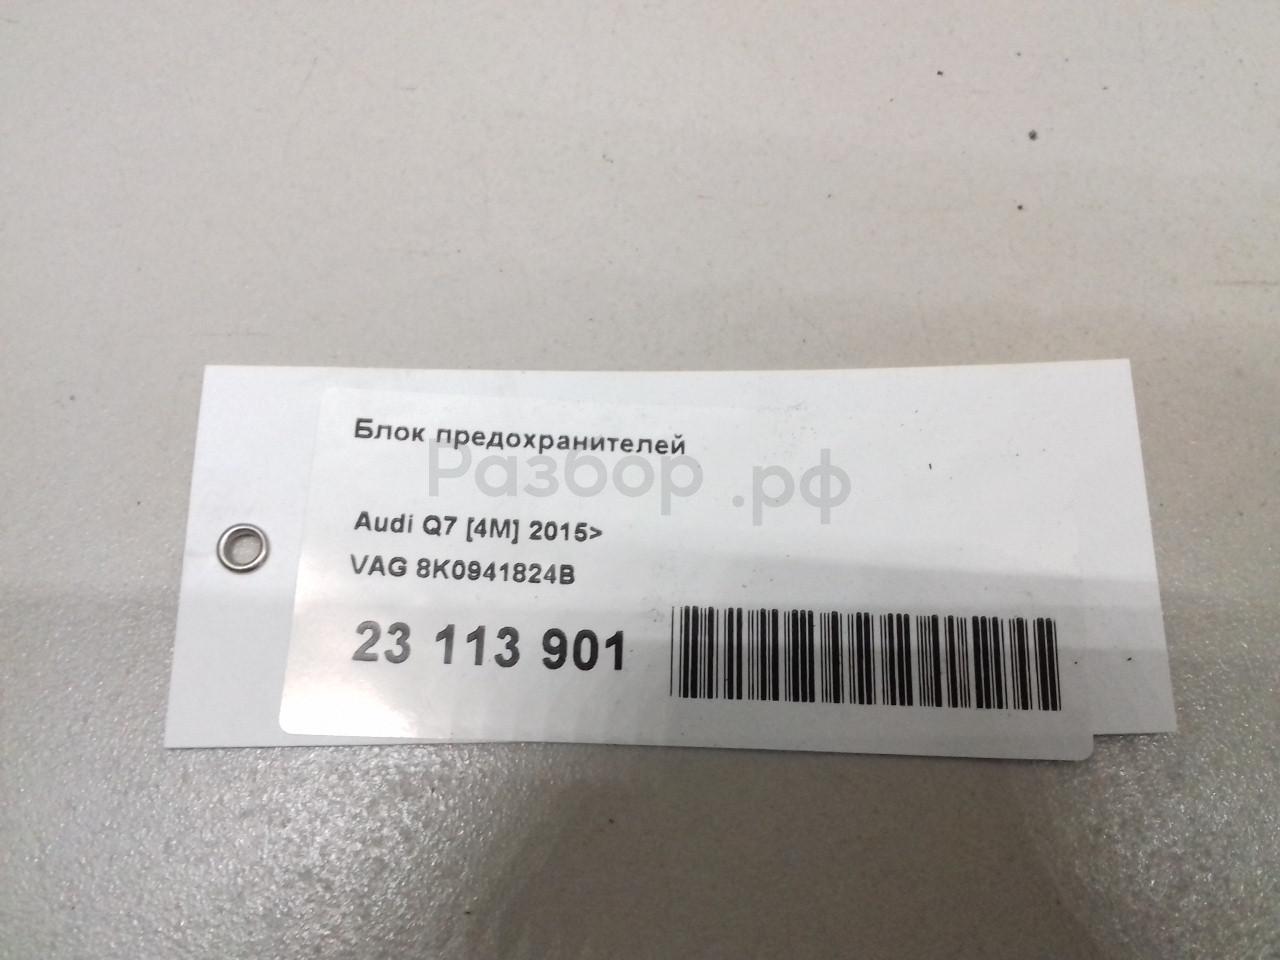 Блок предохранителей
Разбор.рф
Audi Q7 [4M] 2015>
VAG 8K0941824B
23 113 901